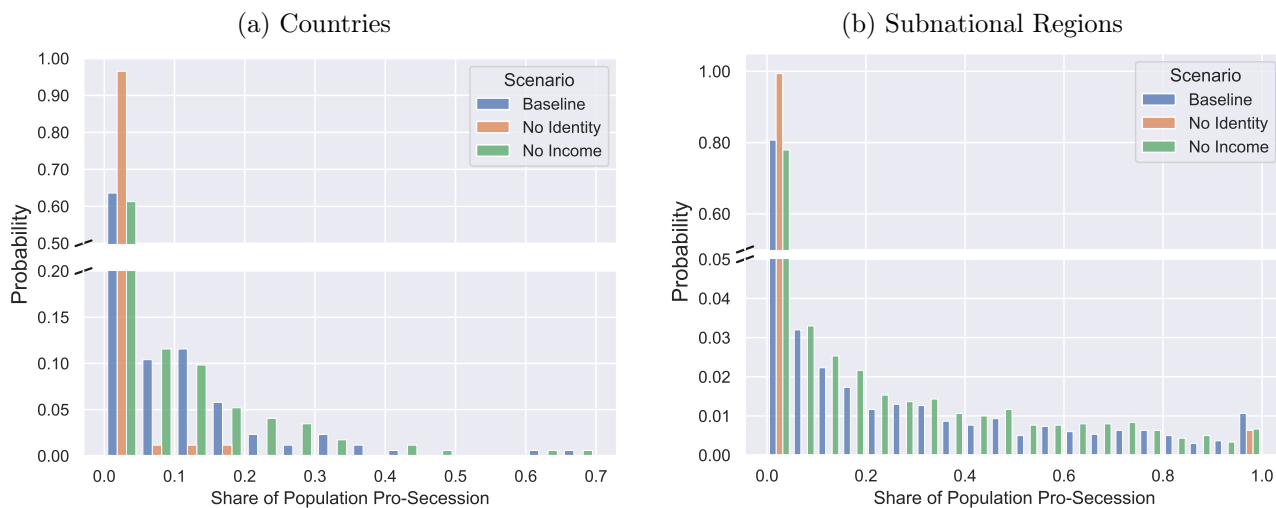 (a) Countries
Probability
1.00
0.90
0.80
0.70
0.60
0.50
0.20
0.15
0.10
0.05
0.00
Scenario
Baseline
No Identity
No Income
0.0 0.1 0.2 0.3 0.4 0.5 0.6 0.7
Share of Population Pro-Secession
(b) Subnational Regions
Probability
1.00
0.80
0.60
0.05
0.04
0.03
0.02
0.01
0.00
Scenario
Baseline
No Identity
No Income
0.0 0.2 0.4 0.6 0.8 1.0
Share of Population Pro-Secession